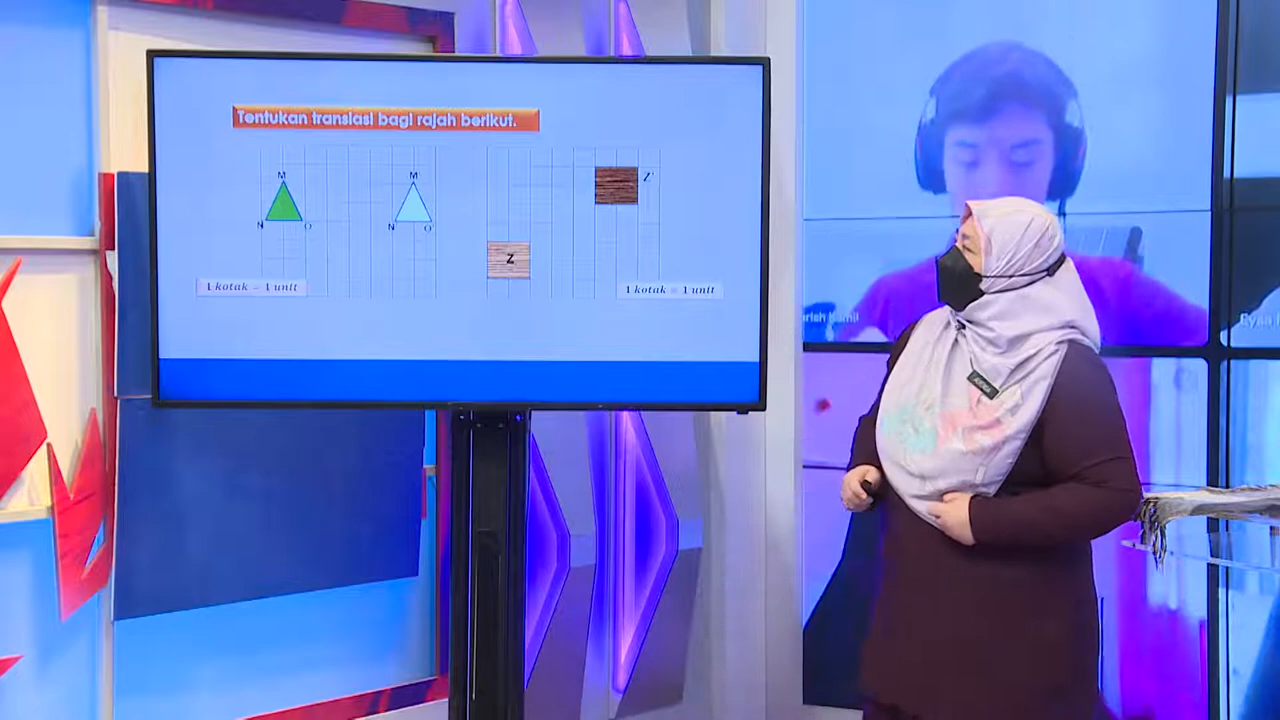 Tentukan translasi bagi rajah berikut.
M
N
O
M'
N
O'
Z
Z'
1 kotak = 1 unit
1 kotak = 1 unit